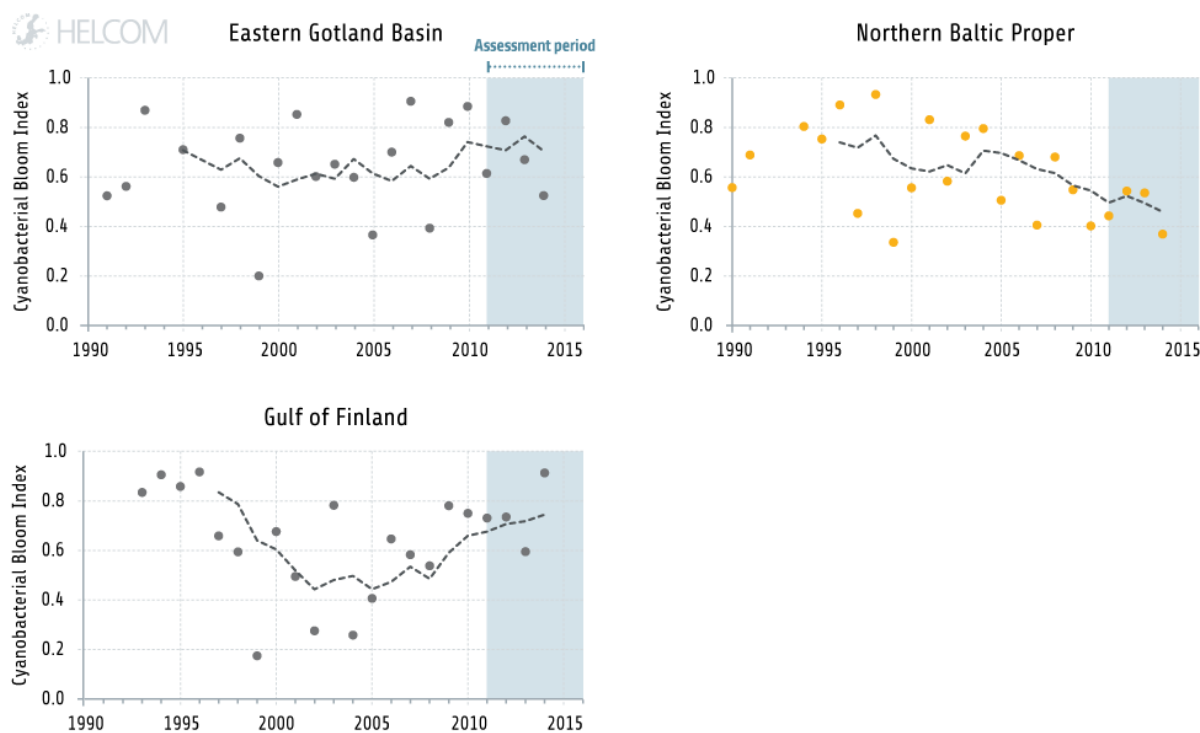 HELCOM
Eastern Gotland Basin
Assessment period
Cyanobacterial Bloom Index
1.0
0.8
0.6
0.4
0.2
0.0
1990 1995 2000 2005 2010 2015
Northern Baltic Proper
Cyanobacterial Bloom Index
1.0
0.8
0.6
0.4
0.2
0.0
1990 1995 2000 2005 2010 2015
Gulf of Finland
Cyanobacterial Bloom Index
1.0
0.8
0.6
0.4
0.2
0.0
1990 1995 2000 2005 2010 2015